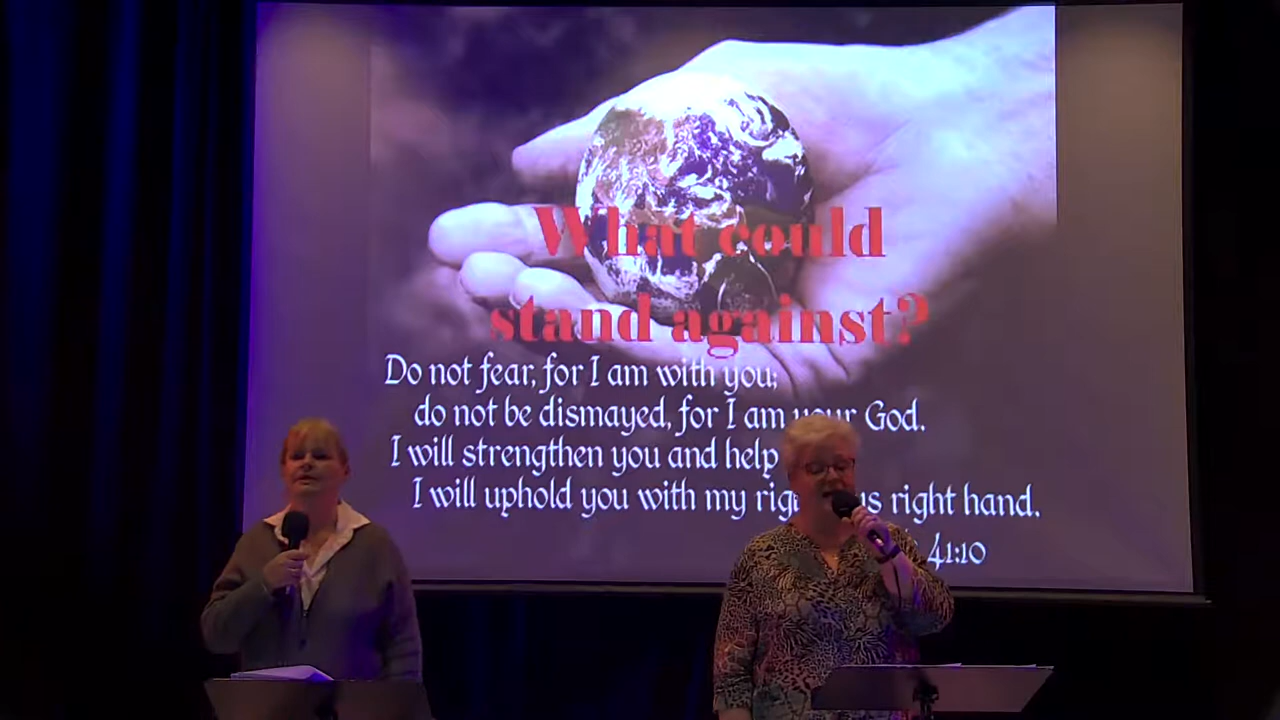 What could
stand against?
Do not fear, for I am with you;
do not be dismayed, for I am your God.
I will strengthen you and help
I will uphold you with my us right hand.
41:10